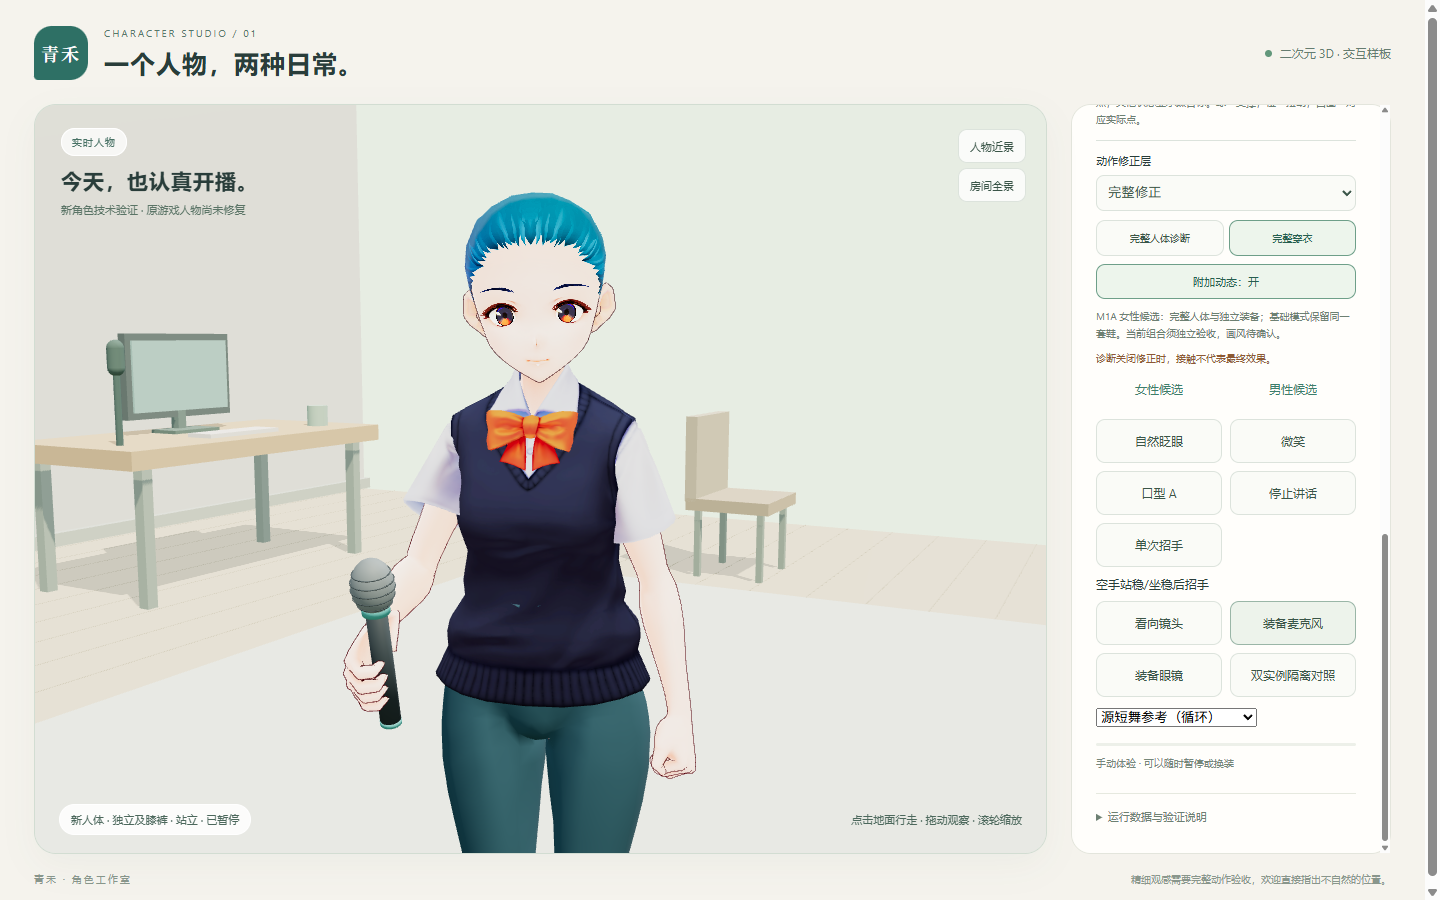 青禾
CHARACTER STUDIO / 01
一个人物，两种日常。
二次元 3D · 交互样板
实时人物
今天，也认真开播。
新角色技术验证 · 原游戏人物尚未修复
人物近景
房间全景
新人体 · 独立及膝裤 · 站立 · 已暂停
点击地面行走 · 拖动观察 · 滚轮缩放
应实际点。
动作修正层
完整修正
完整人体诊断
完整穿衣
附加动态：开
M1A 女性候选：完整人体与独立装备；基础模式保留同一
套鞋。当前组合须独立验收，画风待确认。
诊断关闭修正时，接触不代表最终效果。
女性候选
男性候选
自然眨眼
微笑
口型 A
停止讲话
单次招手
空手站稳/坐稳后招手
看向镜头
装备麦克风
装备眼镜
双实例隔离对照
源短舞参考（循环）
手动体验 · 可以随时暂停或换装
运行数据与验证说明
青禾 · 角色工作室
精细观感需要完整动作验收，欢迎直接指出不自然的位置。